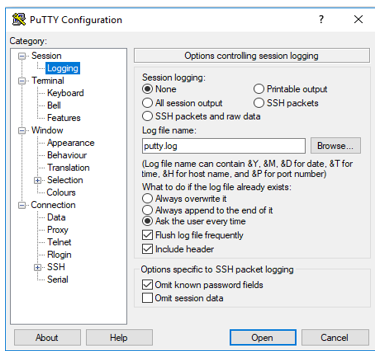 PuTTY Configuration
?
Category:
Session
Logging
Terminal
Keyboard
Bell
Features
Window
Appearance
Behaviour
Translation
Selection
Colours
Connection
Data
Proxy
Telnet
Rlogin
SSH
Serial
Options controlling session logging
Session logging:
None
Printable output
All session output
SSH packets
SSH packets and raw data
Log file name:
putty.log
Browse...
(Log file name can contain &Y, &M, &D for date, &T for
time, &H for host name, and &P for port number)
What to do if the log file already exists:
Always overwrite it
Always append to the end of it
Ask the user every time
Flush log file frequently
Include header
Options specific to SSH packet logging
Omit known password fields
Omit session data
About
Help
Open
Cancel